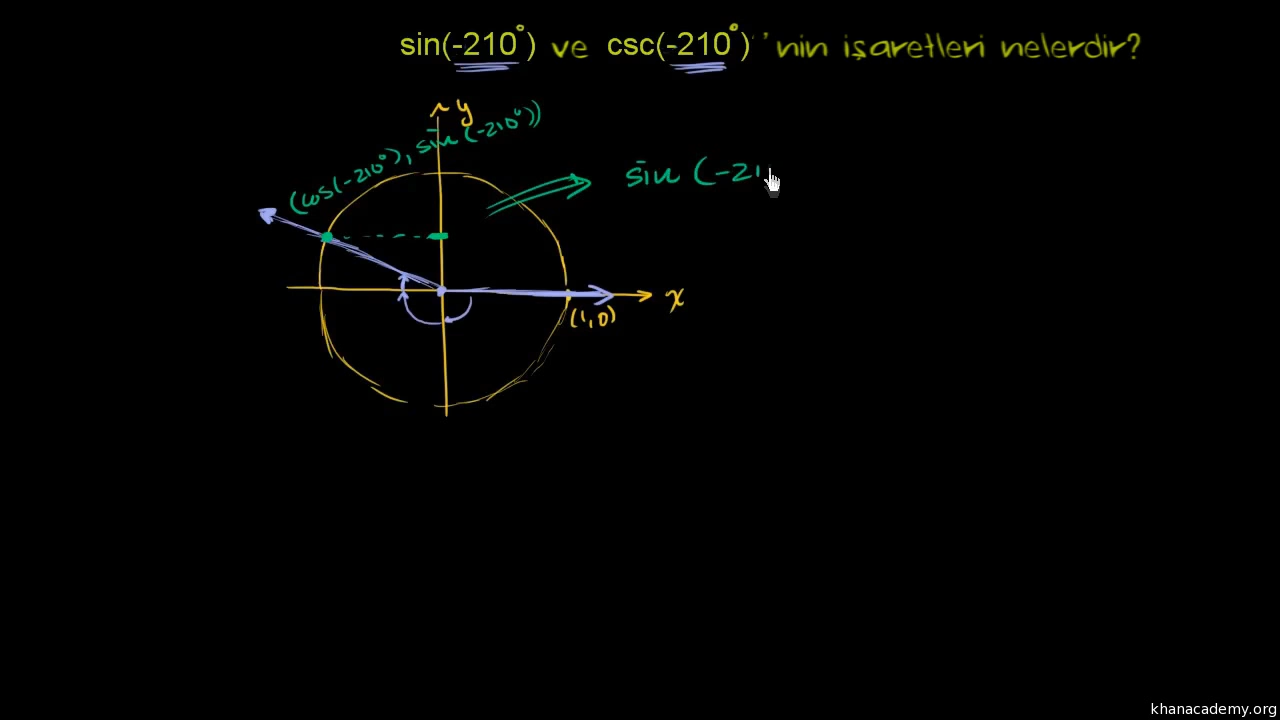 sin(-210°) ve csc(-210°)'nin işaretleri nelerdir?
y
(cos(-210°), sin(-210°))
sin (-21
x
(1,0)
khanacademy.org